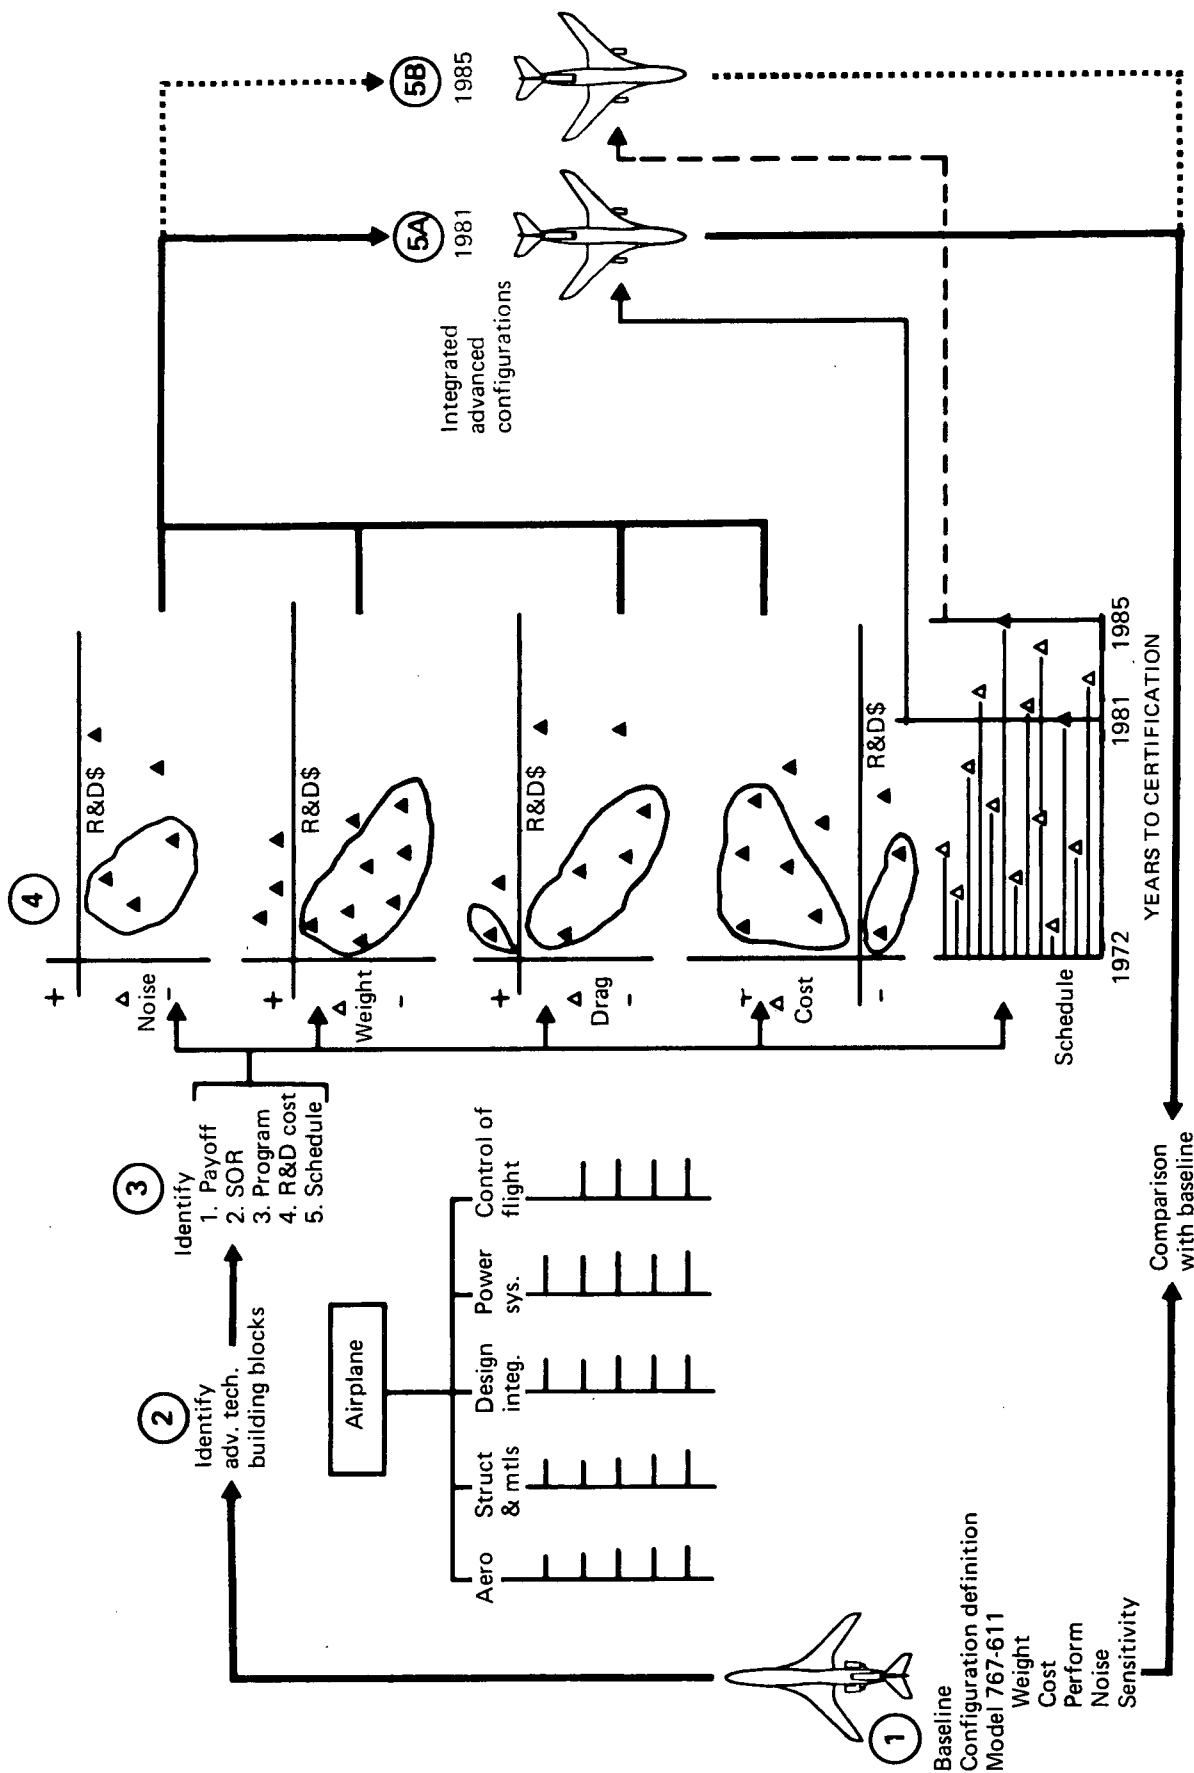 1
Baseline
Configuration definition
Model 767-611
Weight
Cost
Perform
Noise
Sensitivity
2
Identify
adv. tech.
building blocks
Airplane
Aero
Struct
& mtls
Design
integ.
Power
sys.
Control of
flight
3
Identify
1. Payoff
2. SOR
3. Program
4. R&D cost
5. Schedule
4
+
Δ
Noise
−
R&D$
+
Δ
Weight
−
R&D$
+
Δ
Drag
−
R&D$
+
Δ
Cost
−
R&D$
Schedule
1972
1981
1985
YEARS TO CERTIFICATION
Integrated
advanced
configurations
5A
1981
5B
1985
Comparison
with baseline